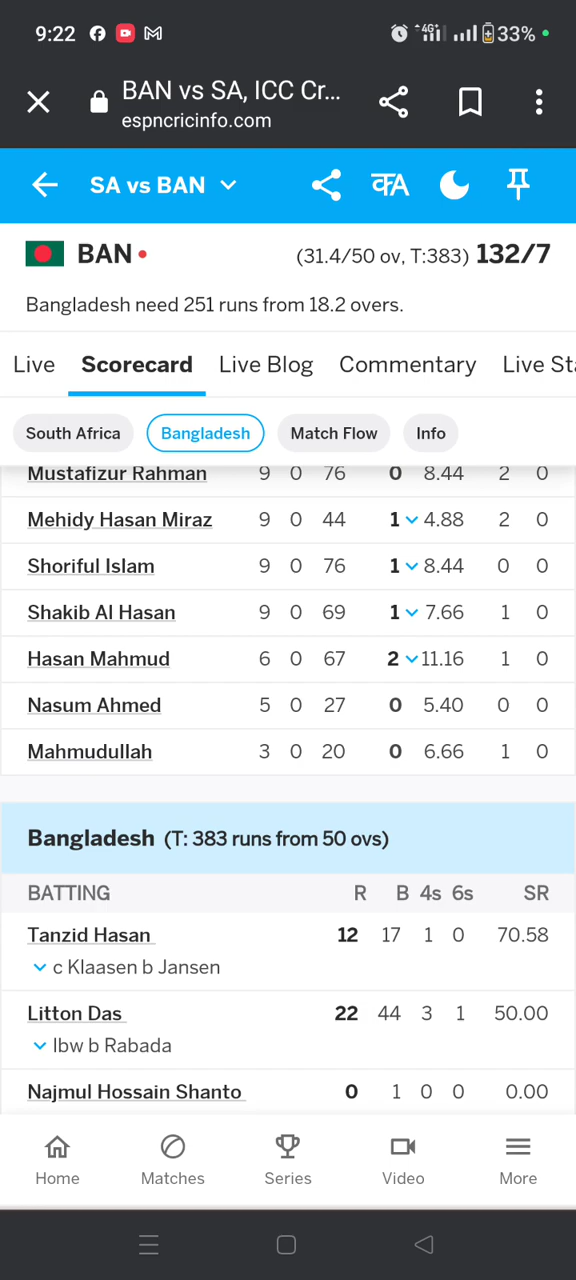 9:22 4G+ 33%
BAN vs SA, ICC Cr...
espncricinfo.com
SA vs BAN कA
BAN (31.4/50 ov, T:383) 132/7
Bangladesh need 251 runs from 18.2 overs.
Live Scorecard Live Blog Commentary Live Sta
South Africa Bangladesh Match Flow Info
Mustafizur Rahman 9 0 76 0 8.44 2 0
Mehidy Hasan Miraz 9 0 44 1 4.88 2 0
Shoriful Islam 9 0 76 1 8.44 0 0
Shakib Al Hasan 9 0 69 1 7.66 1 0
Hasan Mahmud 6 0 67 2 11.16 1 0
Nasum Ahmed 5 0 27 0 5.40 0 0
Mahmudullah 3 0 20 0 6.66 1 0
Bangladesh (T: 383 runs from 50 ovs)
BATTING R B 4s 6s SR
Tanzid Hasan 12 17 1 0 70.58
c Klaasen b Jansen
Litton Das 22 44 3 1 50.00
lbw b Rabada
Najmul Hossain Shanto 0 1 0 0 0.00
Home Matches Series Video More